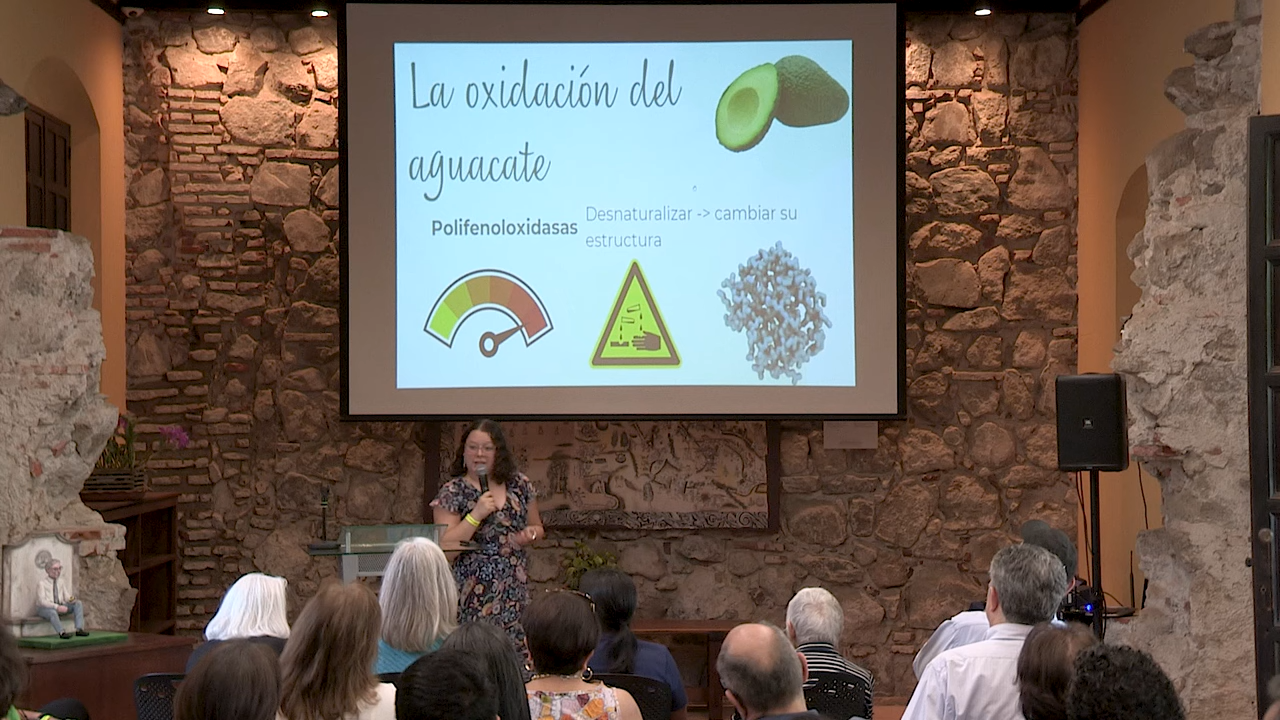 La oxidación del
aguacate
Polifenoloxidasas
Desnaturalizar -> cambiar su
estructura